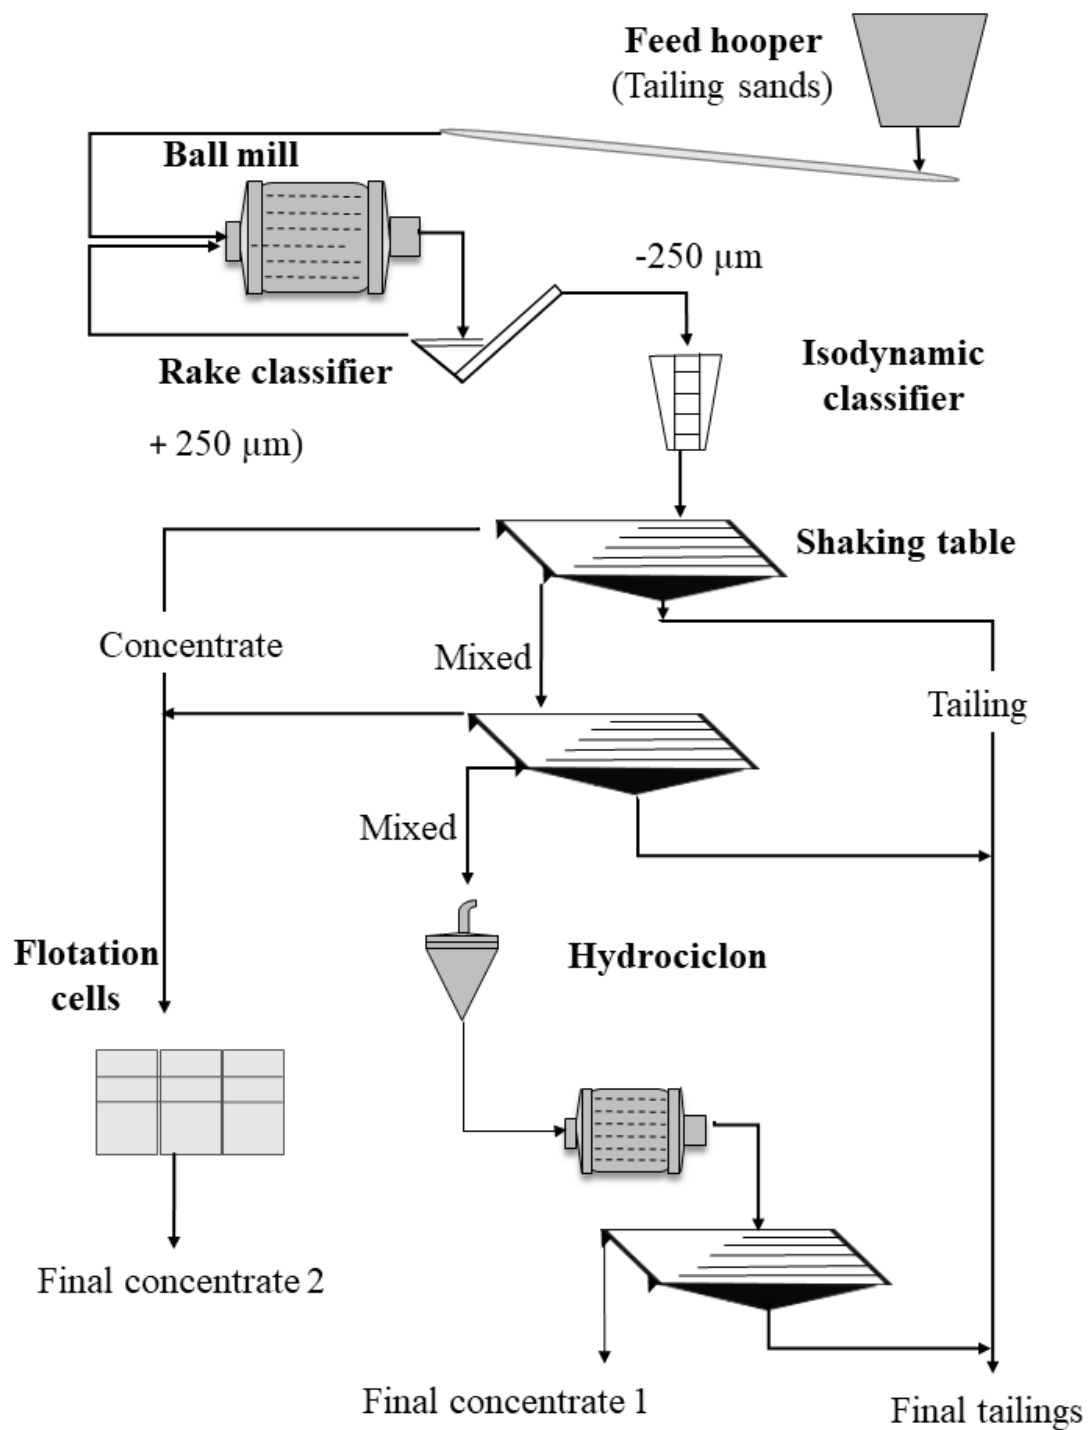 Feed hooper
(Tailing sands)
Ball mill
-250 µm
Rake classifier
Isodynamic
classifier
+ 250 µm)
Shaking table
Concentrate
Mixed
Tailing
Mixed
Flotation
cells
Hydrociclon
Final concentrate 2
Final concentrate 1
Final tailings